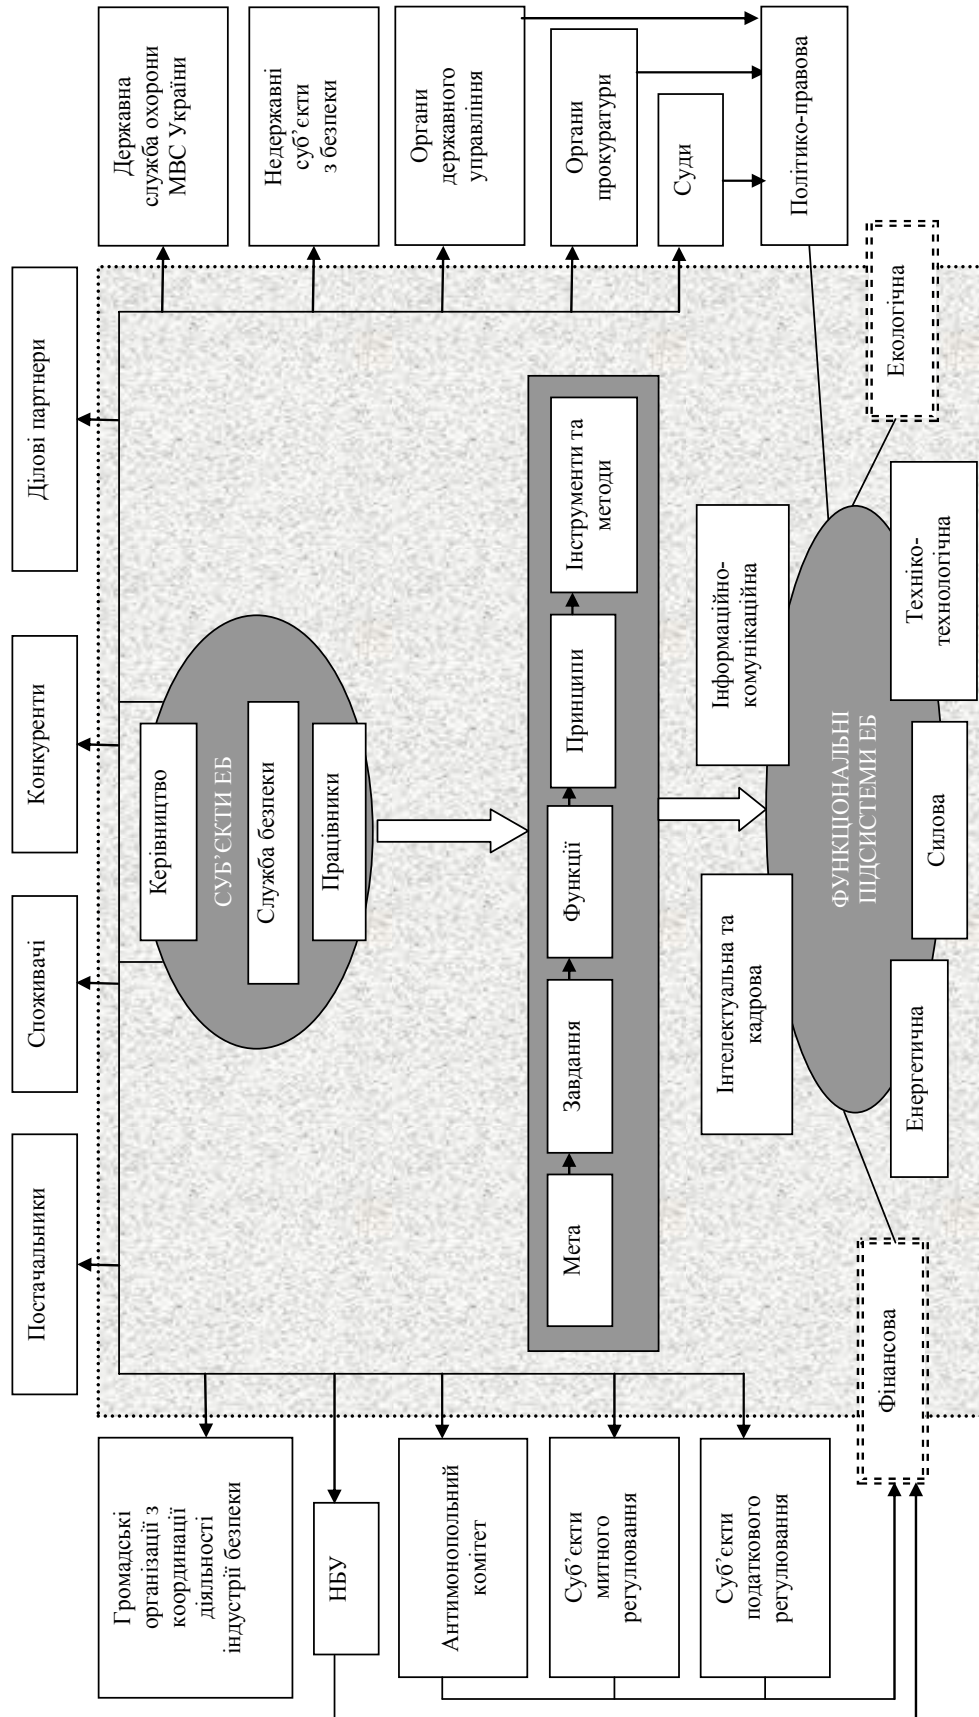 Постачальники
Споживачі
Конкуренти
Ділові партнери
Громадські
організації з
координації
діяльності
індустрії безпеки
НБУ
Антимонопольний
комітет
Суб’єкти
митного
регулювання
Суб’єкти
податкового
регулювання
Керівництво
СУБ’ЄКТИ ЕБ
Служба безпеки
Працівники
Мета
Завдання
Функції
Принципи
Інструменти та
методи
Державна
служба охорони
МВС України
Недержавні
суб’єкти
з безпеки
Органи
державного
управління
Органи
прокуратури
Суди
Політико-правова
Інтелектуальна та
кадрова
Інформаційно-
комунікаційна
ФУНКЦІОНАЛЬНІ
ПІДСИСТЕМИ ЕБ
Фінансова
Енергетична
Силова
Техніко-
технологічна
Екологічна